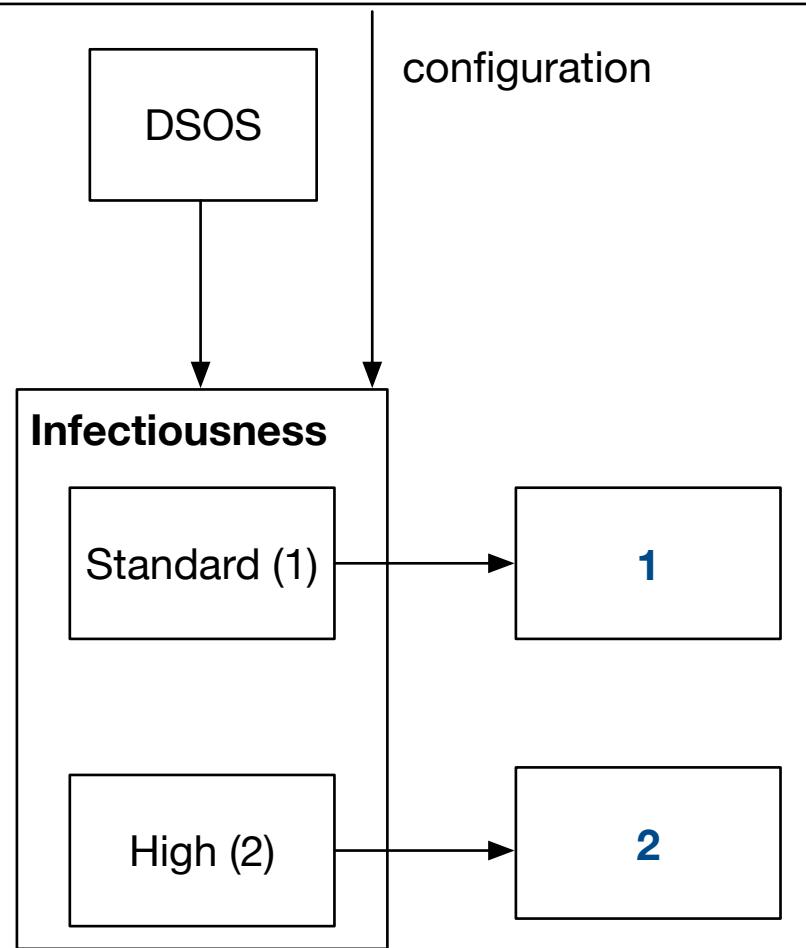 configuration
DSOS
Infectiousness
Standard (1)
1
High (2)
2